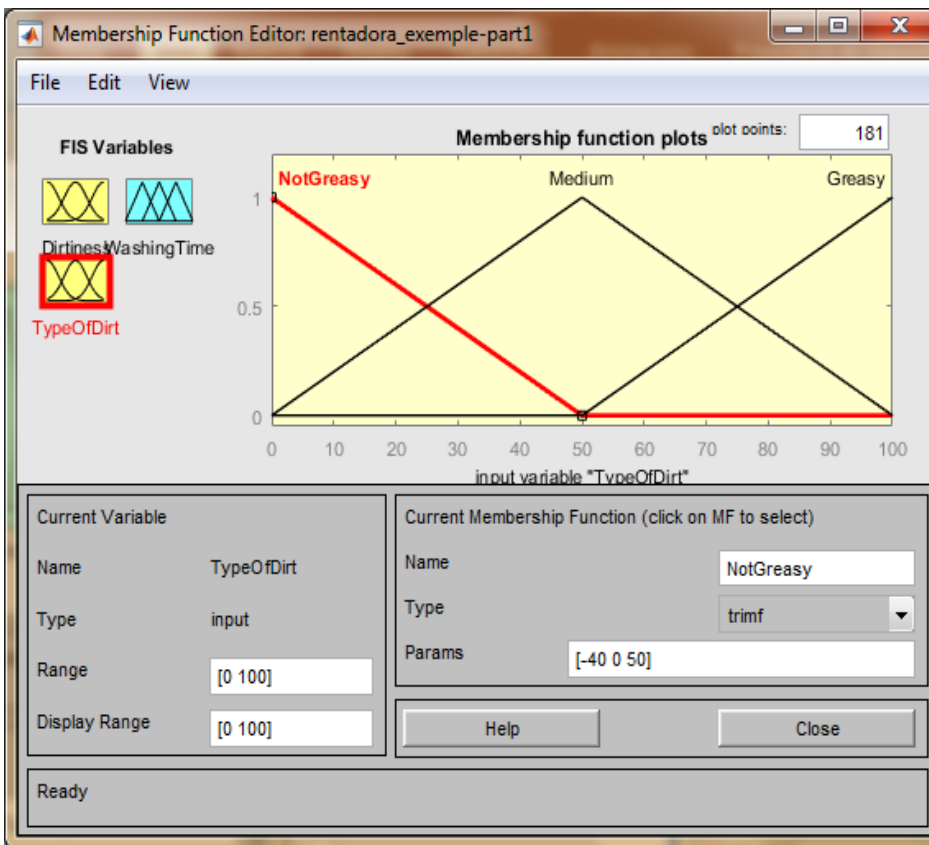 Membership Function Editor: rentadora_exemple-part1
File Edit View
FIS Variables
Dirtiness
WashingTime
TypeOfDirt
Membership function plots
plot points:
181
NotGreasy Medium Greasy
1
0.5
0
0 10 20 30 40 50 60 70 80 90 100
input variable "TypeOfDirt"
Current Variable
Name TypeOfDirt
Type input
Range [0 100]
Display Range [0 100]
Current Membership Function (click on MF to select)
Name NotGreasy
Type trimf
Params [-40 0 50]
Help Close
Ready